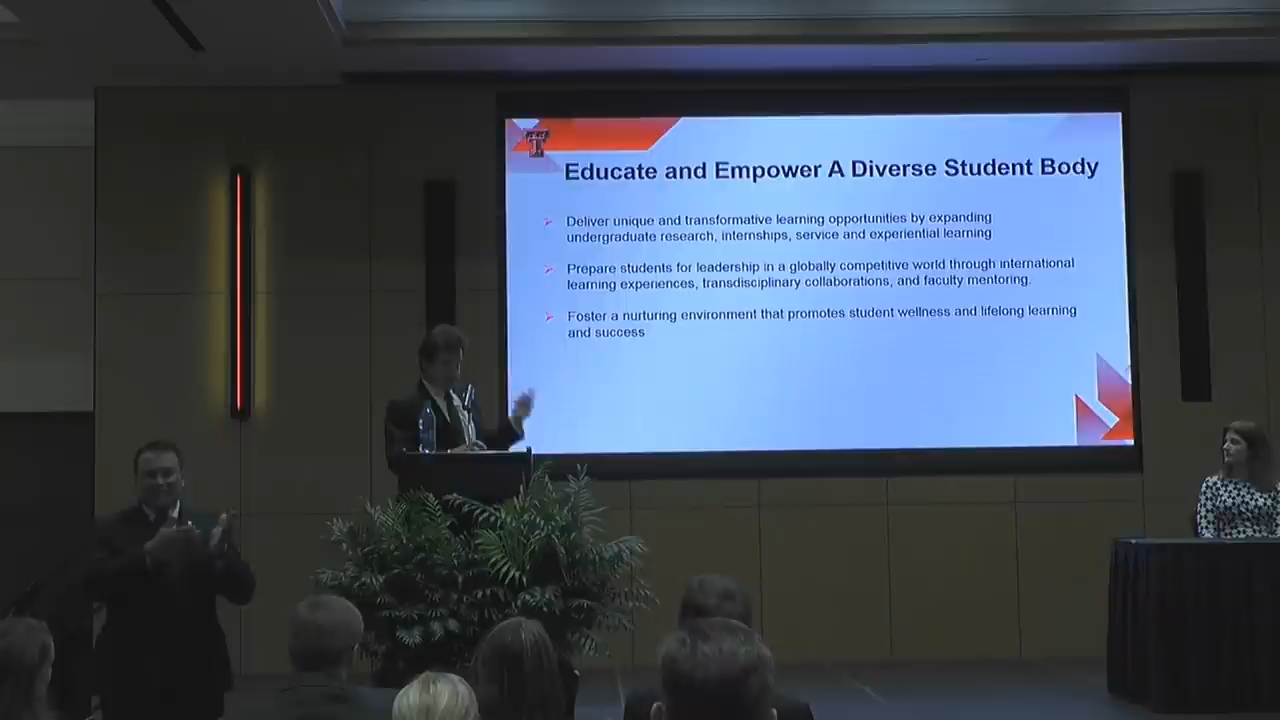 Educate and Empower A Diverse Student Body
Deliver unique and transformative learning opportunities by expanding
undergraduate research, internships, service and experiential learning
Prepare students for leadership in a globally competitive world through international
learning experiences, transdisciplinary collaborations, and faculty mentoring.
Foster a nurturing environment that promotes student wellness and lifelong learning
and success